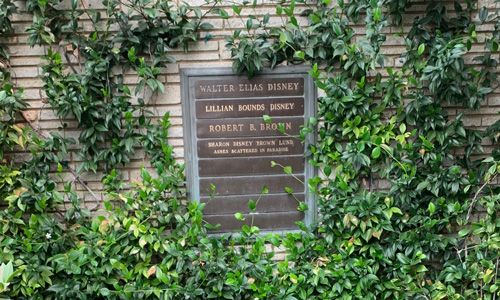 WALTER ELIAS DISNEY
LILLIAN BOUNDS DISNEY
ROBERT B. BROWN
SHARON DISNEY BROWN LUND
ASHES SCATTERED IN PARADISE